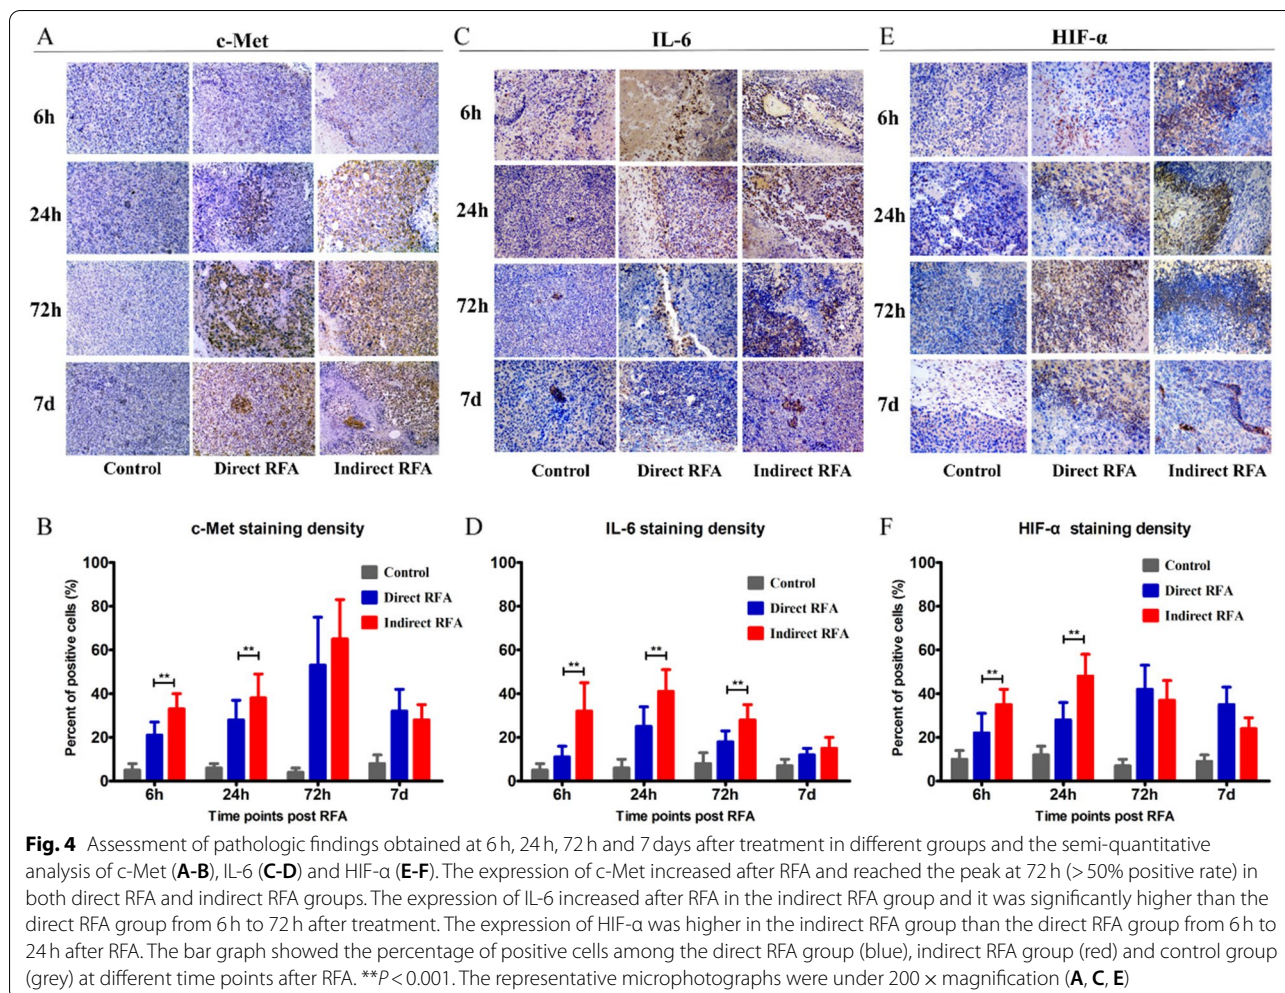 A
c-Met
6h
24h
72h
7d
Control Direct RFA Indirect RFA
C
IL-6
6h
24h
72h
7d
Control Direct RFA Indirect RFA
E
HIF-α
6h
24h
72h
7d
Control Direct RFA Indirect RFA
B
c-Met staining density
Percent of positive cells (%)
100
80
60
40
20
0
Control
Direct RFA
Indirect RFA
**
**
6h 24h 72h 7d
Time points post RFA
D
IL-6 staining density
Percent of positive cells (%)
100
80
60
40
20
0
Control
Direct RFA
Indirect RFA
**
**
**
6h 24h 72h 7d
Time points post RFA
F
HIF-α staining density
Percent of positive cells (%)
100
80
60
40
20
0
Control
Direct RFA
Indirect RFA
**
**
6h 24h 72h 7d
Time points post RFA
Fig. 4 Assessment of pathologic findings obtained at 6 h, 24 h, 72 h and 7 days after treatment in different groups and the semi-quantitative
analysis of c-Met (A-B), IL-6 (C-D) and HIF-α (E-F). The expression of c-Met increased after RFA and reached the peak at 72 h (> 50% positive rate) in
both direct RFA and indirect RFA groups. The expression of IL-6 increased after RFA in the indirect RFA group and it was significantly higher than the
direct RFA group from 6 h to 72 h after treatment. The expression of HIF-α was higher in the indirect RFA group than the direct RFA group from 6 h to
24 h after RFA. The bar graph showed the percentage of positive cells among the direct RFA group (blue), indirect RFA group (red) and control group
(grey) at different time points after RFA. **P < 0.001. The representative microphotographs were under 200 × magnification (A, C, E)